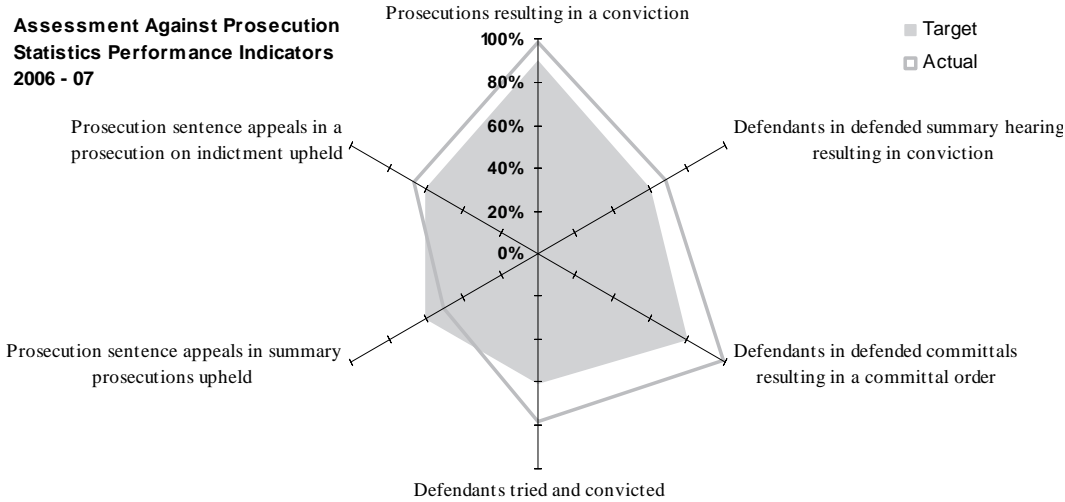 Assessment Against Prosecution
Statistics Performance Indicators
2006 - 07
Prosecutions resulting in a conviction
Target
Actual
100%
80%
60%
40%
20%
0%
Defendants in defended summary hearing
resulting in conviction
Defendants in defended committals
resulting in a committal order
Defendants tried and convicted
Prosecution sentence appeals in summary
prosecutions upheld
Prosecution sentence appeals in a
prosecution on indictment upheld